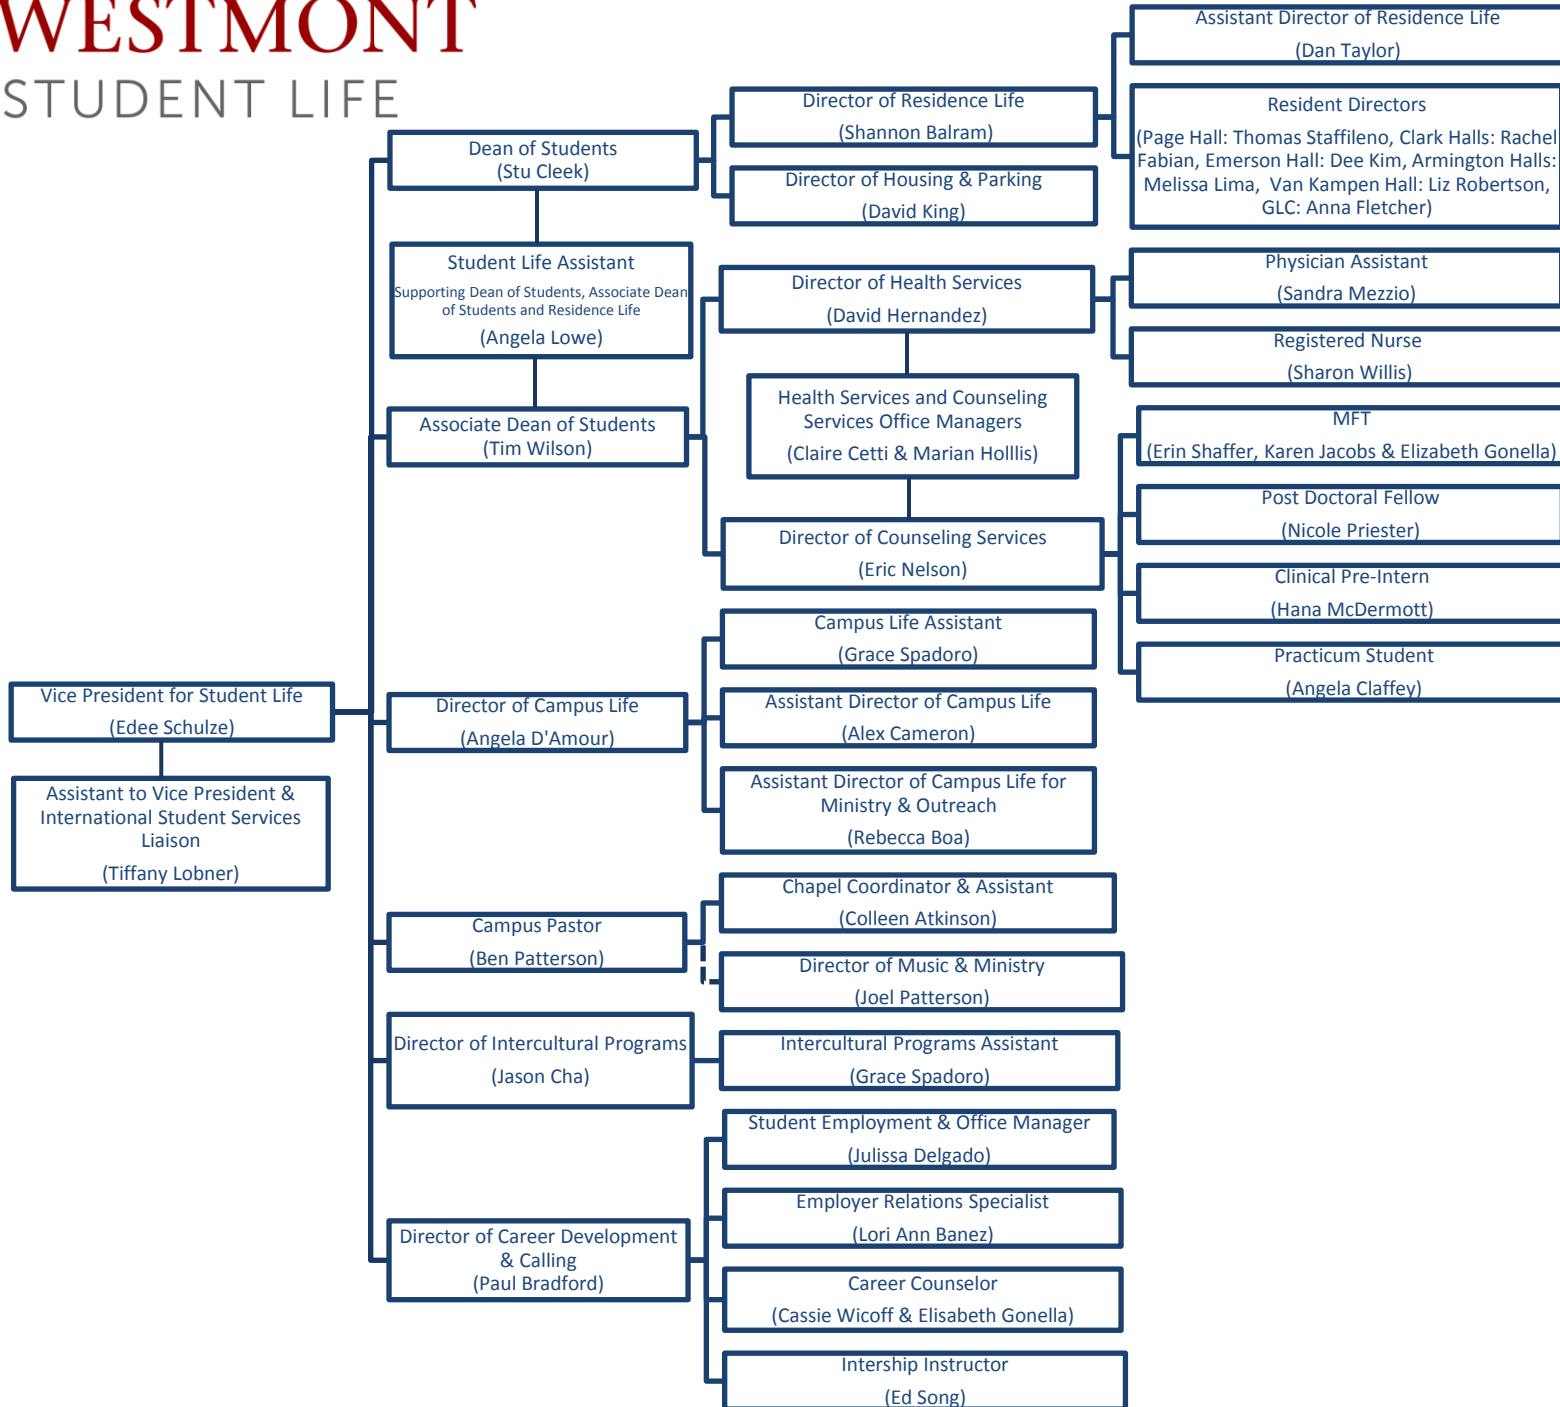 WESTMONT
STUDENT LIFE
Assistant Director of Residence Life
(Dan Taylor)
Director of Residence Life
(Shannon Balram)
Resident Directors
(Page Hall: Thomas Staffileno, Clark Halls: Rachel
Fabian, Emerson Hall: Dee Kim, Armington Halls:
Melissa Lima, Van Kampen Hall: Liz Robertson,
GLC: Anna Fletcher)
Dean of Students
(Stu Cleek)
Director of Housing & Parking
(David King)
Student Life Assistant
Supporting Dean of Students, Associate Dean
of Students and Residence Life
(Angela Lowe)
Director of Health Services
(David Hernandez)
Physician Assistant
(Sandra Mezzio)
Registered Nurse
(Sharon Willis)
Health Services and Counseling
Services Office Managers
(Claire Cetti & Marian Holllis)
Associate Dean of Students
(Tim Wilson)
MFT
(Erin Shaffer, Karen Jacobs & Elizabeth Gonella)
Post Doctoral Fellow
(Nicole Priester)
Director of Counseling Services
(Eric Nelson)
Clinical Pre-Intern
(Hana McDermott)
Practicum Student
(Angela Claffey)
Campus Life Assistant
(Grace Spadoro)
Vice President for Student Life
(Edee Schulze)
Director of Campus Life
(Angela D'Amour)
Assistant Director of Campus Life
(Alex Cameron)
Assistant to Vice President &
International Student Services
Liaison
(Tiffany Lobner)
Assistant Director of Campus Life for
Ministry & Outreach
(Rebecca Boa)
Chapel Coordinator & Assistant
(Colleen Atkinson)
Campus Pastor
(Ben Patterson)
Director of Music & Ministry
(Joel Patterson)
Director of Intercultural Programs
(Jason Cha)
Intercultural Programs Assistant
(Grace Spadoro)
Student Employment & Office Manager
(Julissa Delgado)
Employer Relations Specialist
(Lori Ann Banez)
Director of Career Development
& Calling
(Paul Bradford)
Career Counselor
(Cassie Wicoff & Elisabeth Gonella)
Intership Instructor
(Ed Song)